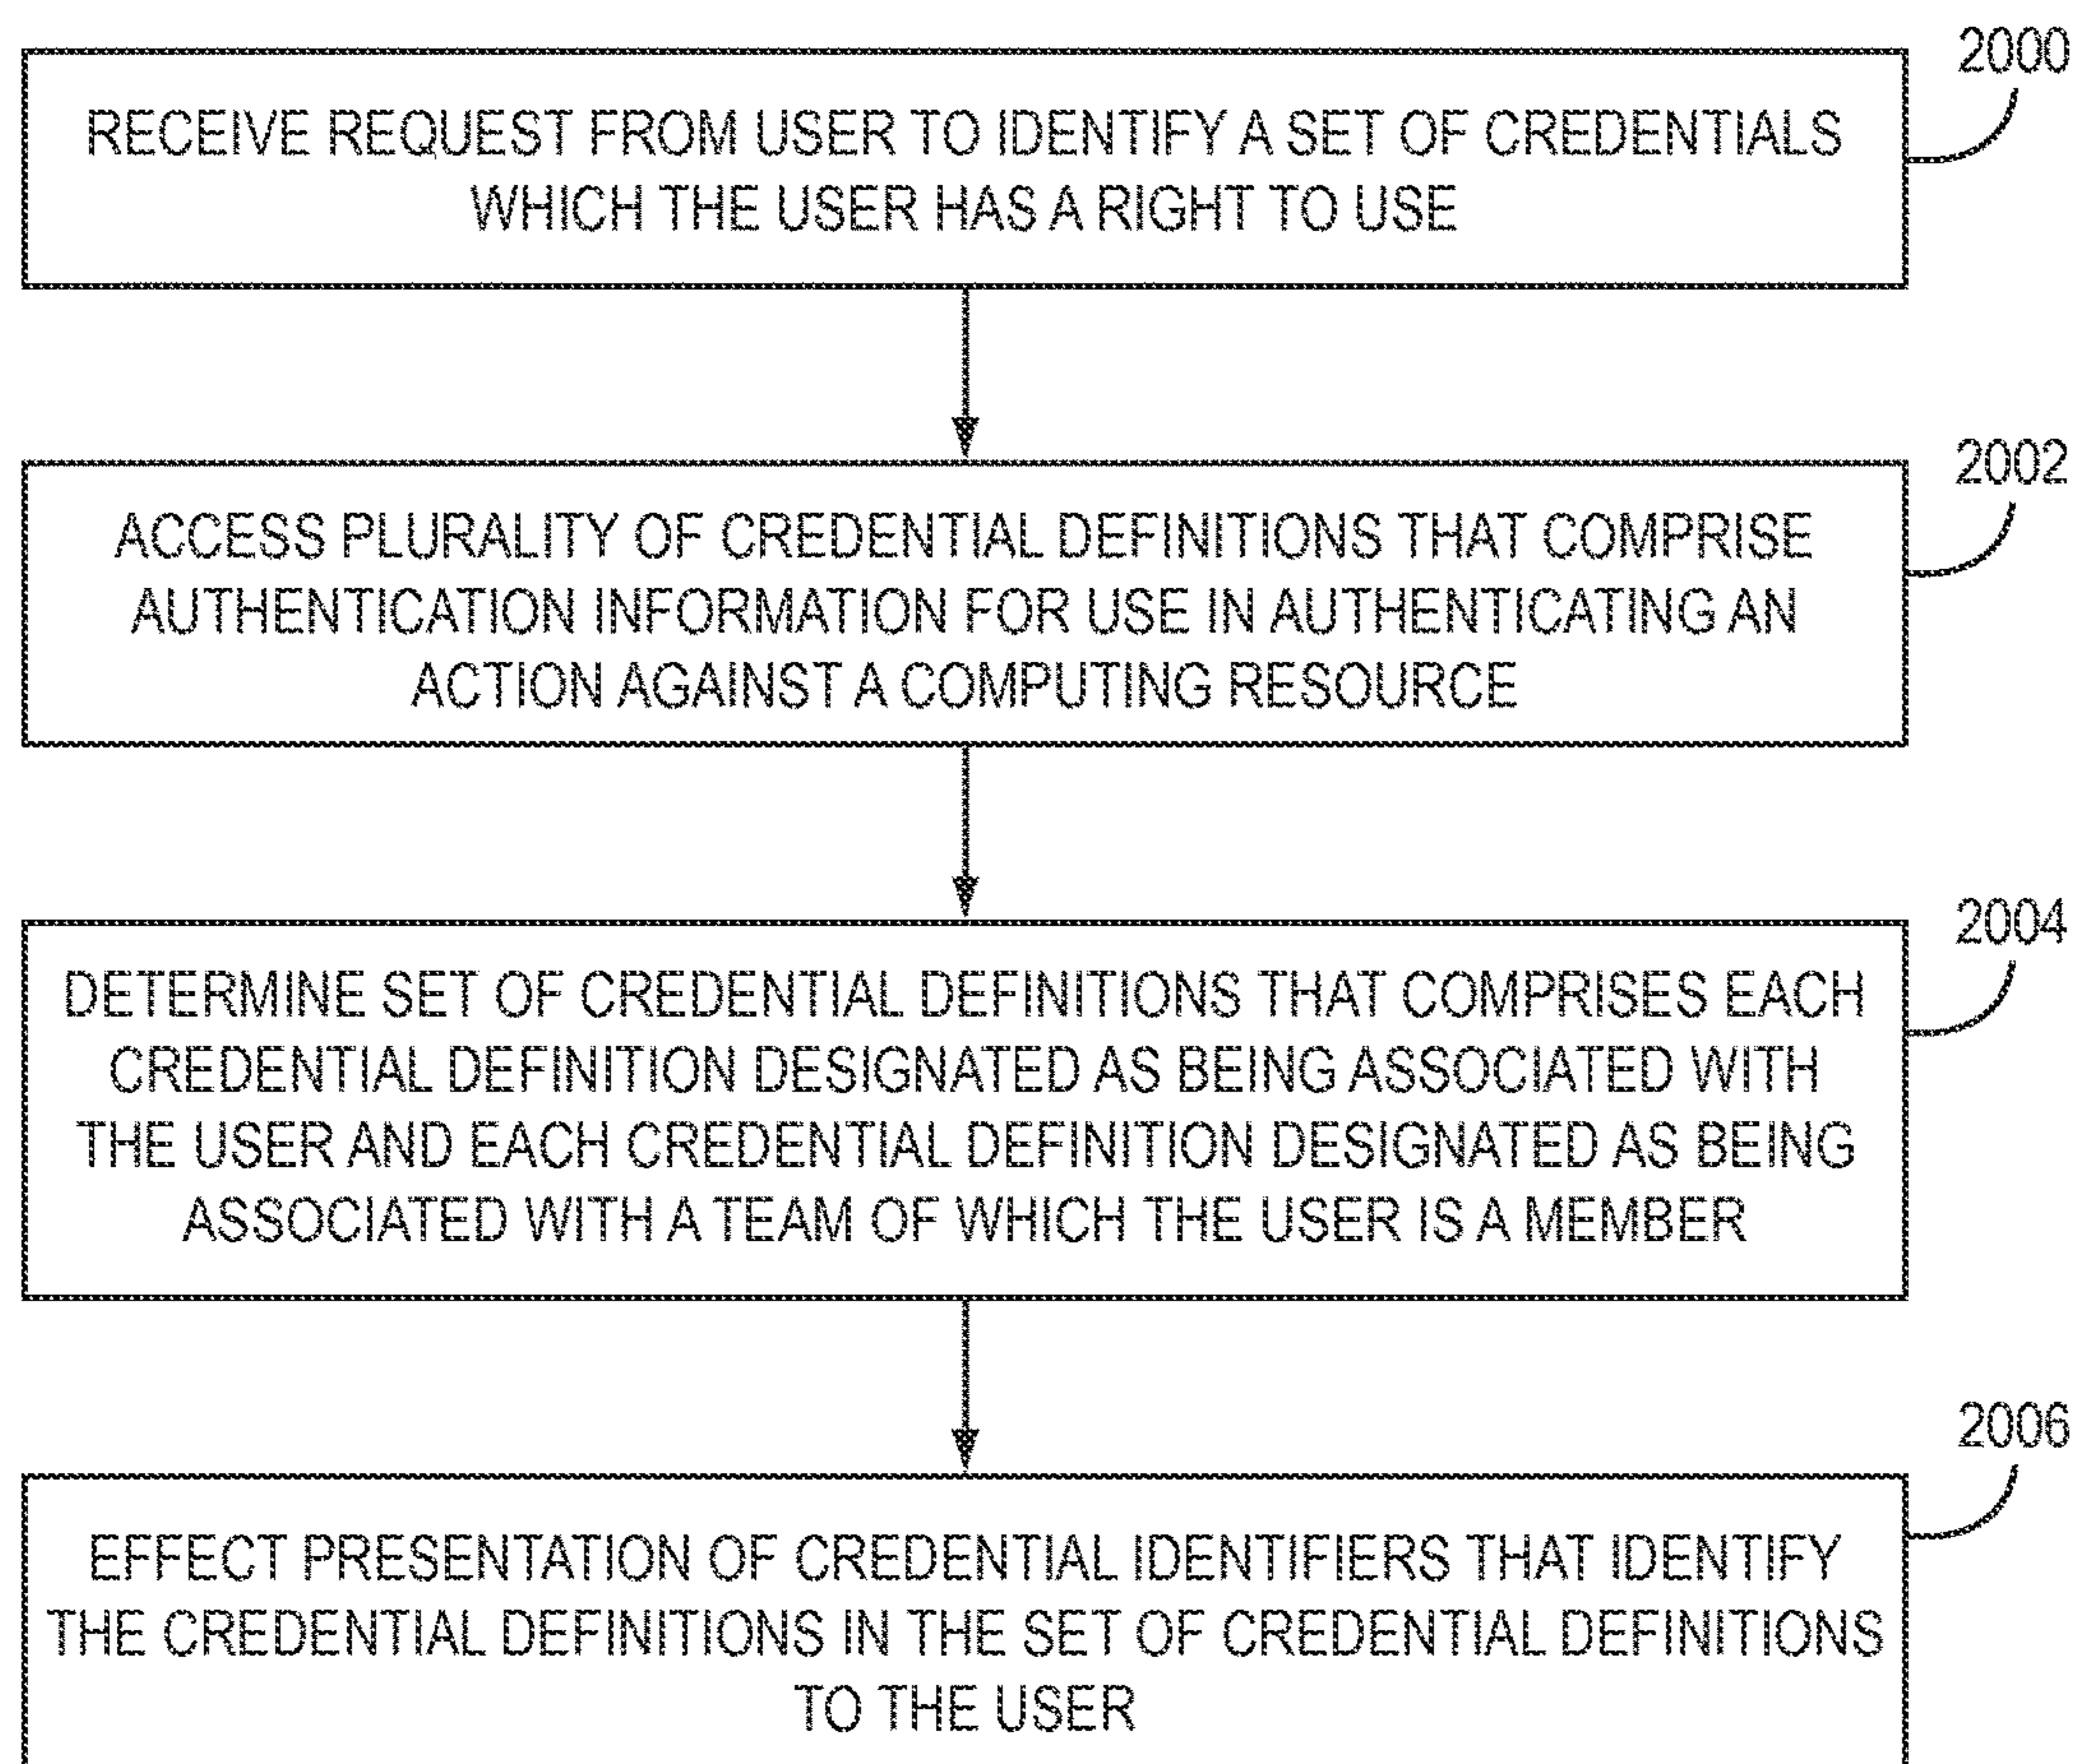 2000
RECEIVE REQUEST FROM USER TO IDENTIFY A SET OF CREDENTIALS
WHICH THE USER HAS A RIGHT TO USE
2002
ACCESS PLURALITY OF CREDENTIAL DEFINITIONS THAT COMPRISE
AUTHENTICATION INFORMATION FOR USE IN AUTHENTICATING AN
ACTION AGAINST A COMPUTING RESOURCE
2004
DETERMINE SET OF CREDENTIAL DEFINITIONS THAT COMPRISES EACH
CREDENTIAL DEFINITION DESIGNATED AS BEING ASSOCIATED WITH
THE USER AND EACH CREDENTIAL DEFINITION DESIGNATED AS BEING
ASSOCIATED WITH A TEAM OF WHICH THE USER IS A MEMBER
2006
EFFECT PRESENTATION OF CREDENTIAL IDENTIFIERS THAT IDENTIFY
THE CREDENTIAL DEFINITIONS IN THE SET OF CREDENTIAL DEFINITIONS
TO THE USER